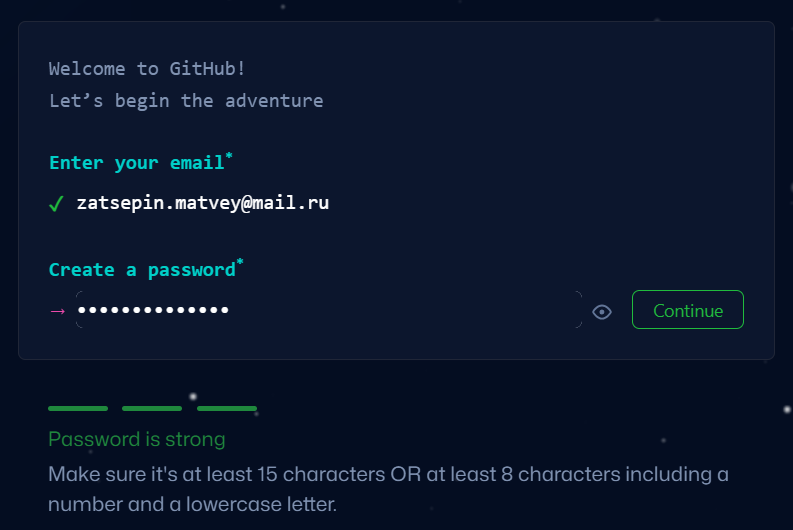 Welcome to GitHub!
Let’s begin the adventure
Enter your email*
✓ zatsepin.matvey@mail.ru
Create a password*
→ •••••••••••••• Continue
Password is strong
Make sure it's at least 15 characters OR at least 8 characters including a
number and a lowercase letter.